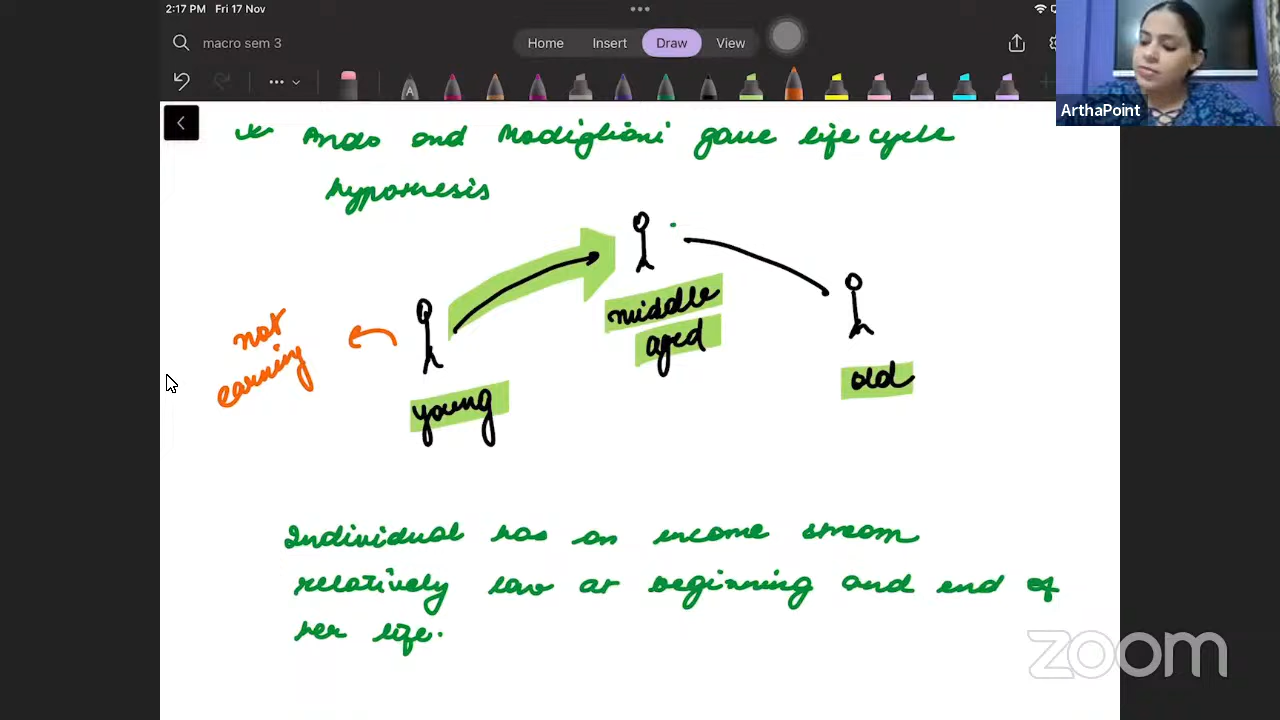 2:17 PM Fri 17 Nov
macro sem 3
Home Insert Draw View
A
ArthaPoint
Ando and Modigliani gave life cycle
hypothesis
middle
aged
not
earning
old
young
Individual has an income stream
relatively low at beginning and end of
her life.
zoom